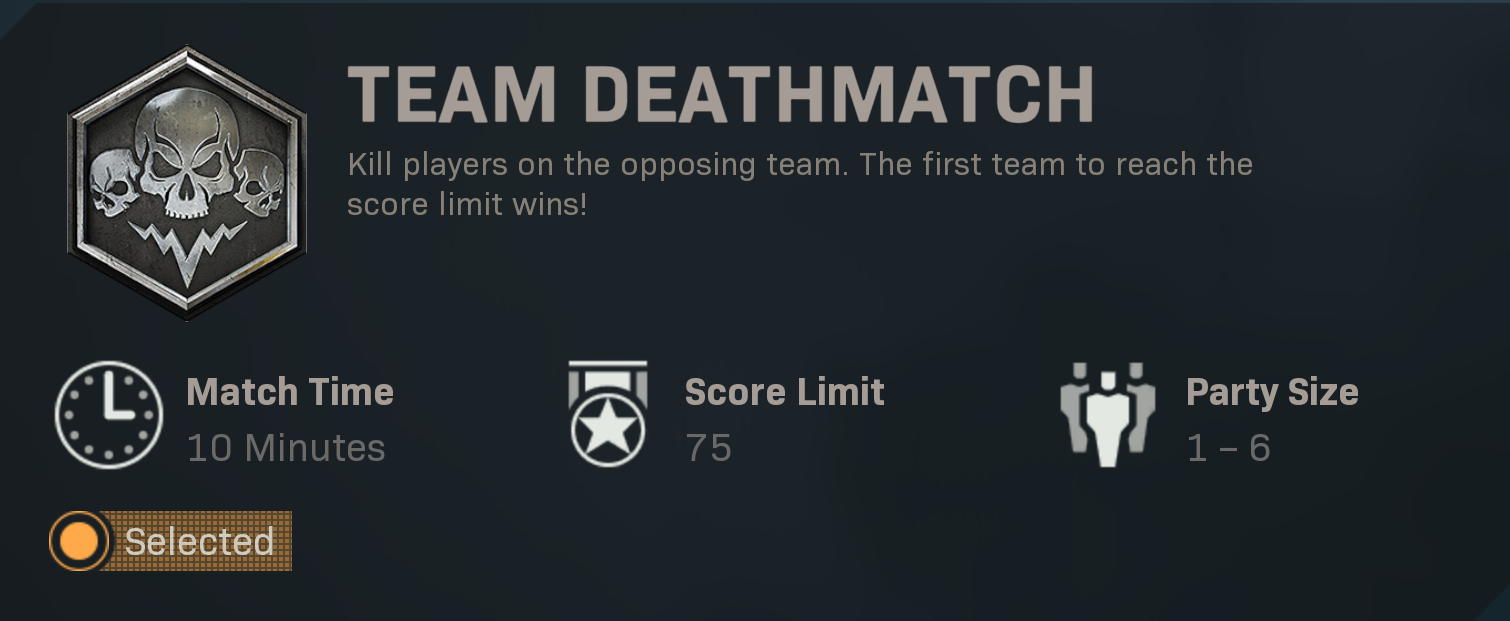 TEAM DEATHMATCH
Kill players on the opposing team. The first team to reach the
score limit wins!
Match Time
10 Minutes
Score Limit
75
Party Size
1 – 6
Selected